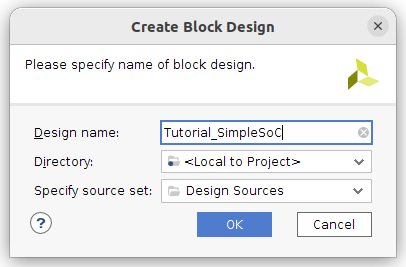 Create Block Design
Please specify name of block design.
Design name: Tutorial_SimpleSoC
Directory: <Local to Project>
Specify source set: Design Sources
? OK Cancel